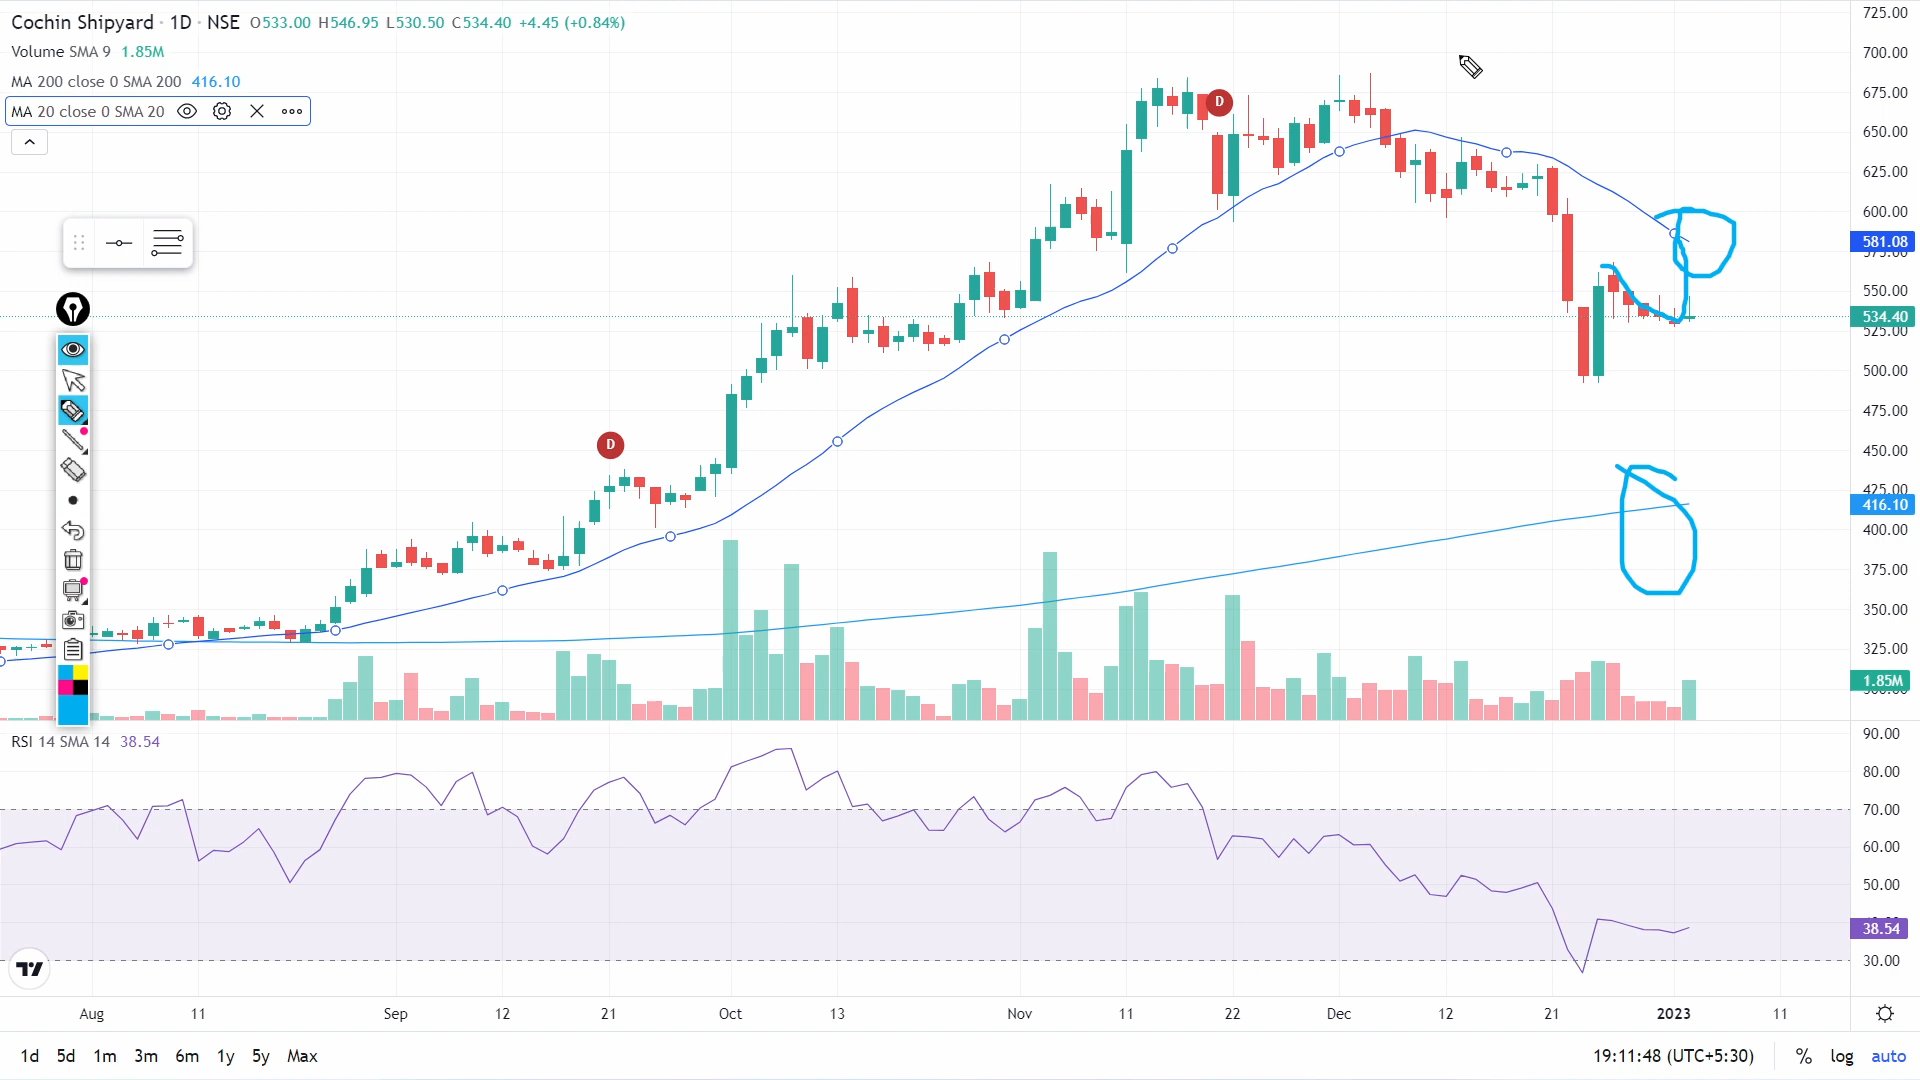 Cochin Shipyard · 1D · NSE O533.00 H546.95 L530.50 C534.40 +4.45 (+0.84%)
Volume SMA 9 1.85M
MA 200 close 0 SMA 200 416.10
MA 20 close 0 SMA 20
725.00
700.00
675.00
650.00
625.00
600.00
581.08
575.00
550.00
534.40
525.00
500.00
475.00
450.00
425.00
416.10
400.00
375.00
350.00
325.00
1.85M
300.00
D
D
RSI 14 SMA 14 38.54
90.00
80.00
70.00
60.00
50.00
38.54
30.00
Aug 11 Sep 12 21 Oct 13 Nov 11 22 Dec 12 21 2023 11
1d 5d 1m 3m 6m 1y 5y Max 19:11:48 (UTC+5:30) % log auto